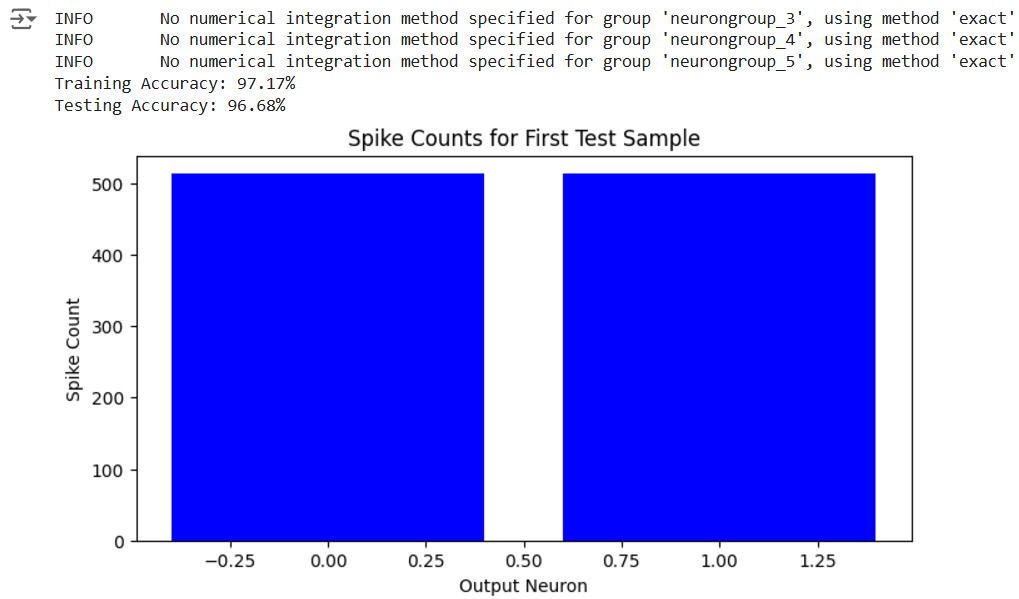 INFO       No numerical integration method specified for group 'neurongroup_3', using method 'exact'
INFO       No numerical integration method specified for group 'neurongroup_4', using method 'exact'
INFO       No numerical integration method specified for group 'neurongroup_5', using method 'exact'
Training Accuracy: 97.17%
Testing Accuracy: 96.68%
Spike Counts for First Test Sample
500
400
300
200
100
0
Spike Count
−0.25 0.00 0.25 0.50 0.75 1.00 1.25
Output Neuron